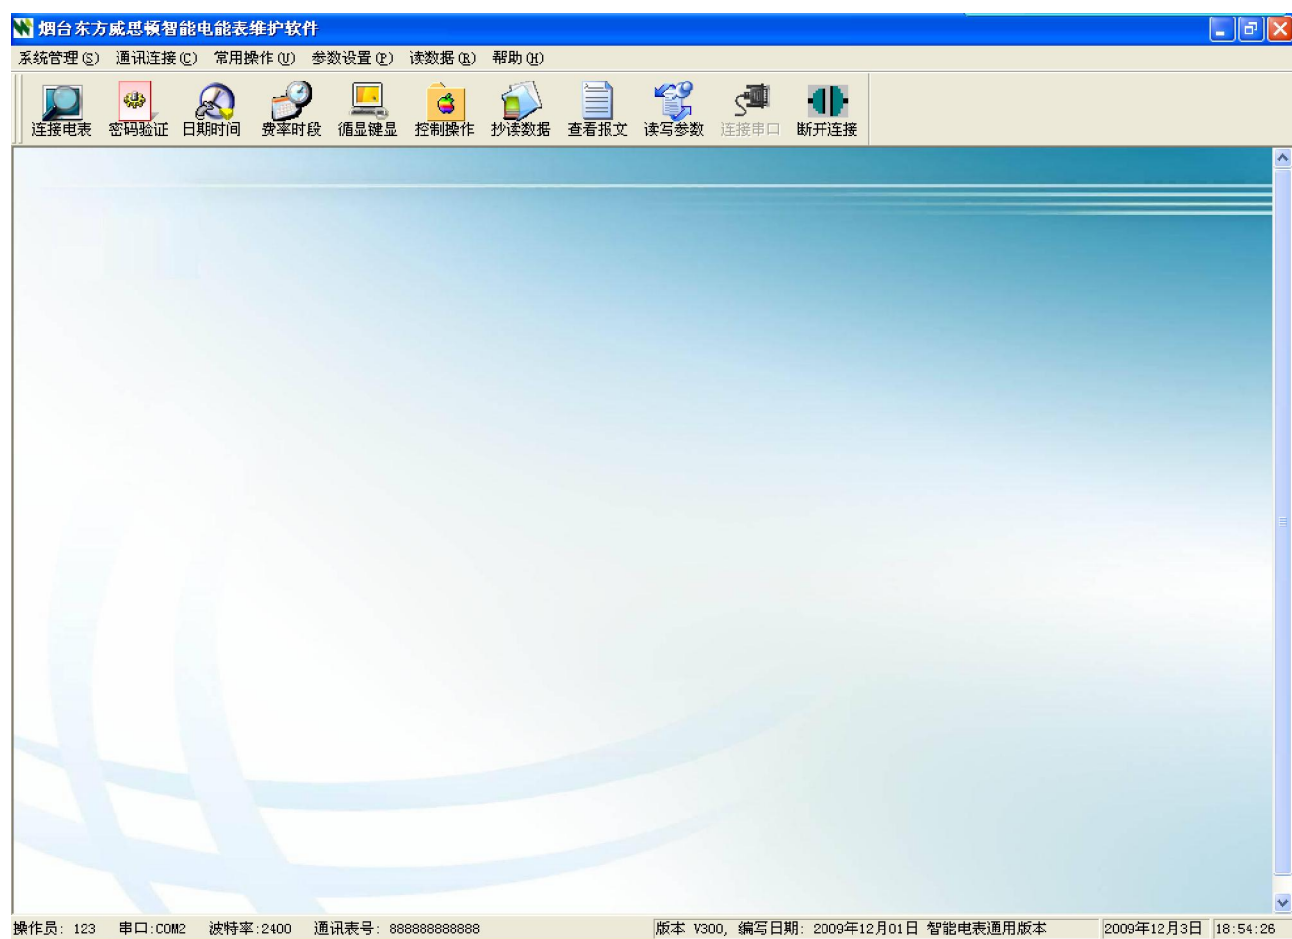 烟台东方威思顿智能电能表维护软件
系统管理(S) 通讯连接(C) 常用操作(U) 参数设置(P) 读数据(R) 帮助(H)
连接电表 密码验证 日期时间 费率时段 循显键显 控制操作 抄读数据 查看报文 读写参数 连接串口 断开连接
操作员: 123 串口:COM2 波特率:2400 通讯表号: 888888888888 版本 V300, 编写日期: 2009年12月01日 智能电表通用版本 2009年12月3日 18:54:26